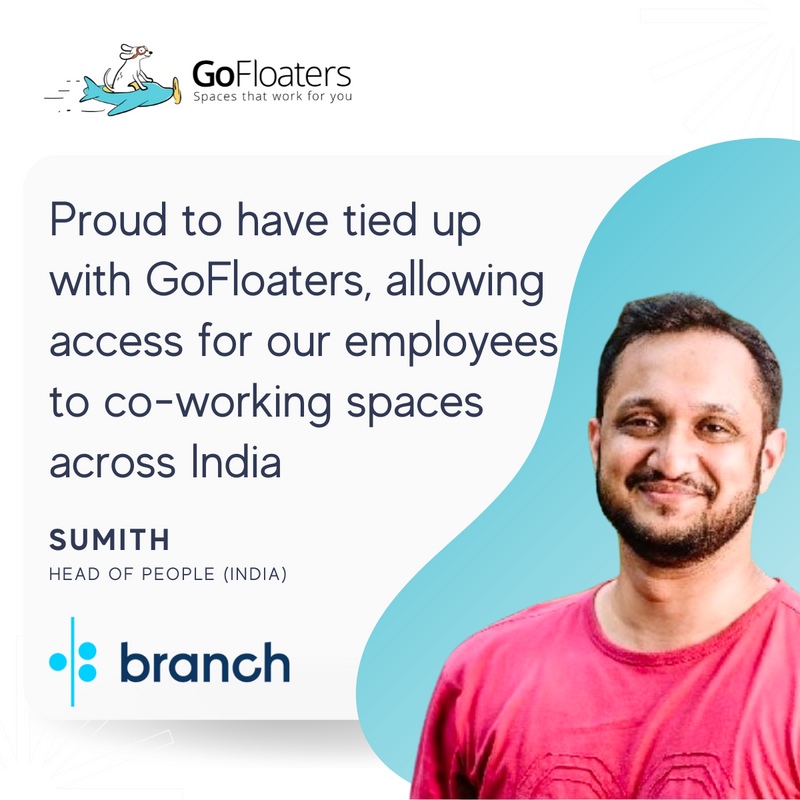 GoFloaters
Spaces that work for you
Proud to have tied up
with GoFloaters, allowing
access for our employees
to co-working spaces
across India
SUMITH
HEAD OF PEOPLE (INDIA)
branch